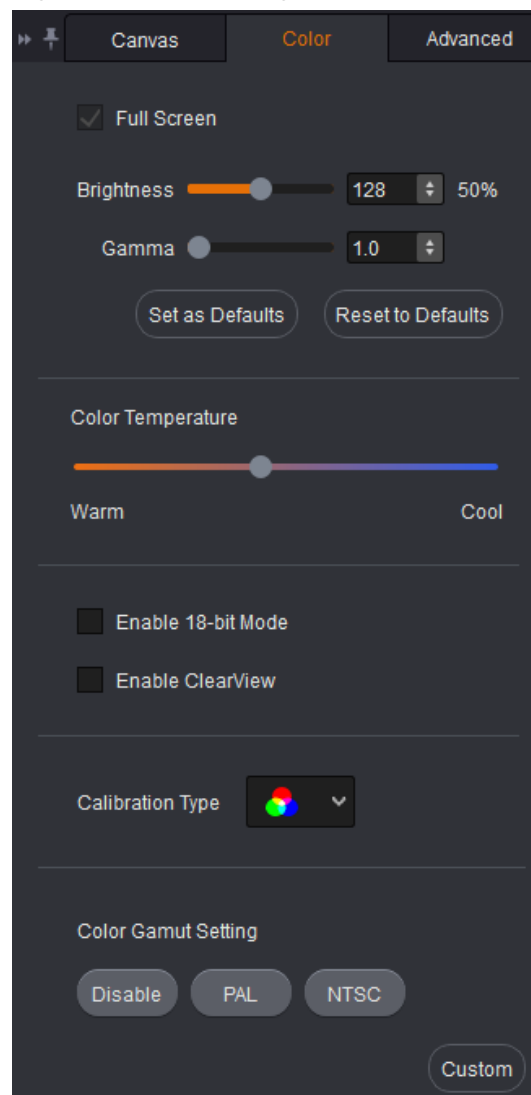 Canvas Color Advanced
Full Screen
Brightness 128 50%
Gamma 1.0
Set as Defaults Reset to Defaults
Color Temperature
Warm Cool
Enable 18-bit Mode
Enable ClearView
Calibration Type
Color Gamut Setting
Disable PAL NTSC
Custom